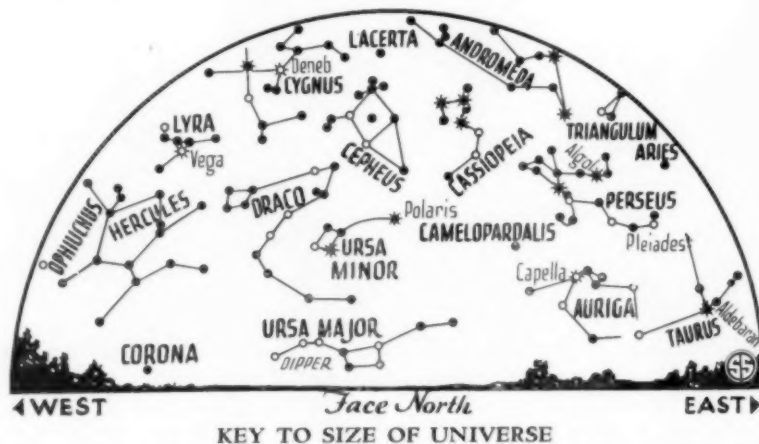 LACERTA
ANDROMEDA
Deneb
CYGNUS
LYRA
Vega
CEPHEUS
CASSIOPEIA
TRIANGULUM
ARIES
Algol
PERSEUS
OPHIUCHUS
HERCULES
DRACO
Polaris
CAMELOPARDALIS
URSA
MINOR
Pleiades
Capella
AURIGA
TAURUS
Aldebaran
URSA MAJOR
DIPPER
CORONA
SS
WEST
Face North
EAST
KEY TO SIZE OF UNIVERSE